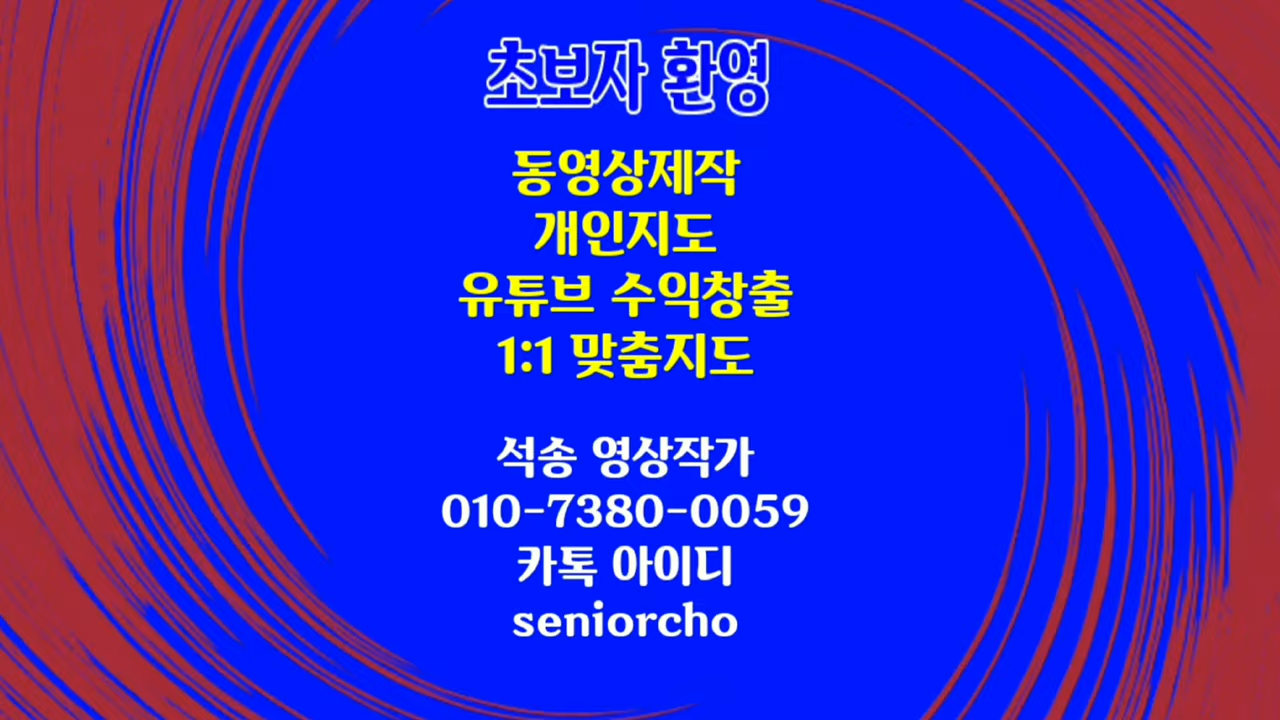 초보자 환영
동영상제작
개인지도
유튜브 수익창출
1:1 맞춤지도
석송 영상작가
010-7380-0059
카톡 아이디
seniorcho